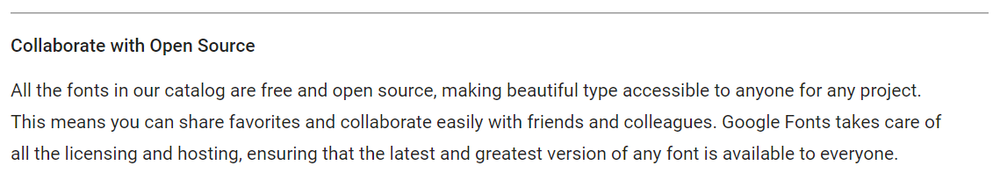 Collaborate with Open Source
All the fonts in our catalog are free and open source, making beautiful type accessible to anyone for any project.
This means you can share favorites and collaborate easily with friends and colleagues. Google Fonts takes care of
all the licensing and hosting, ensuring that the latest and greatest version of any font is available to everyone.